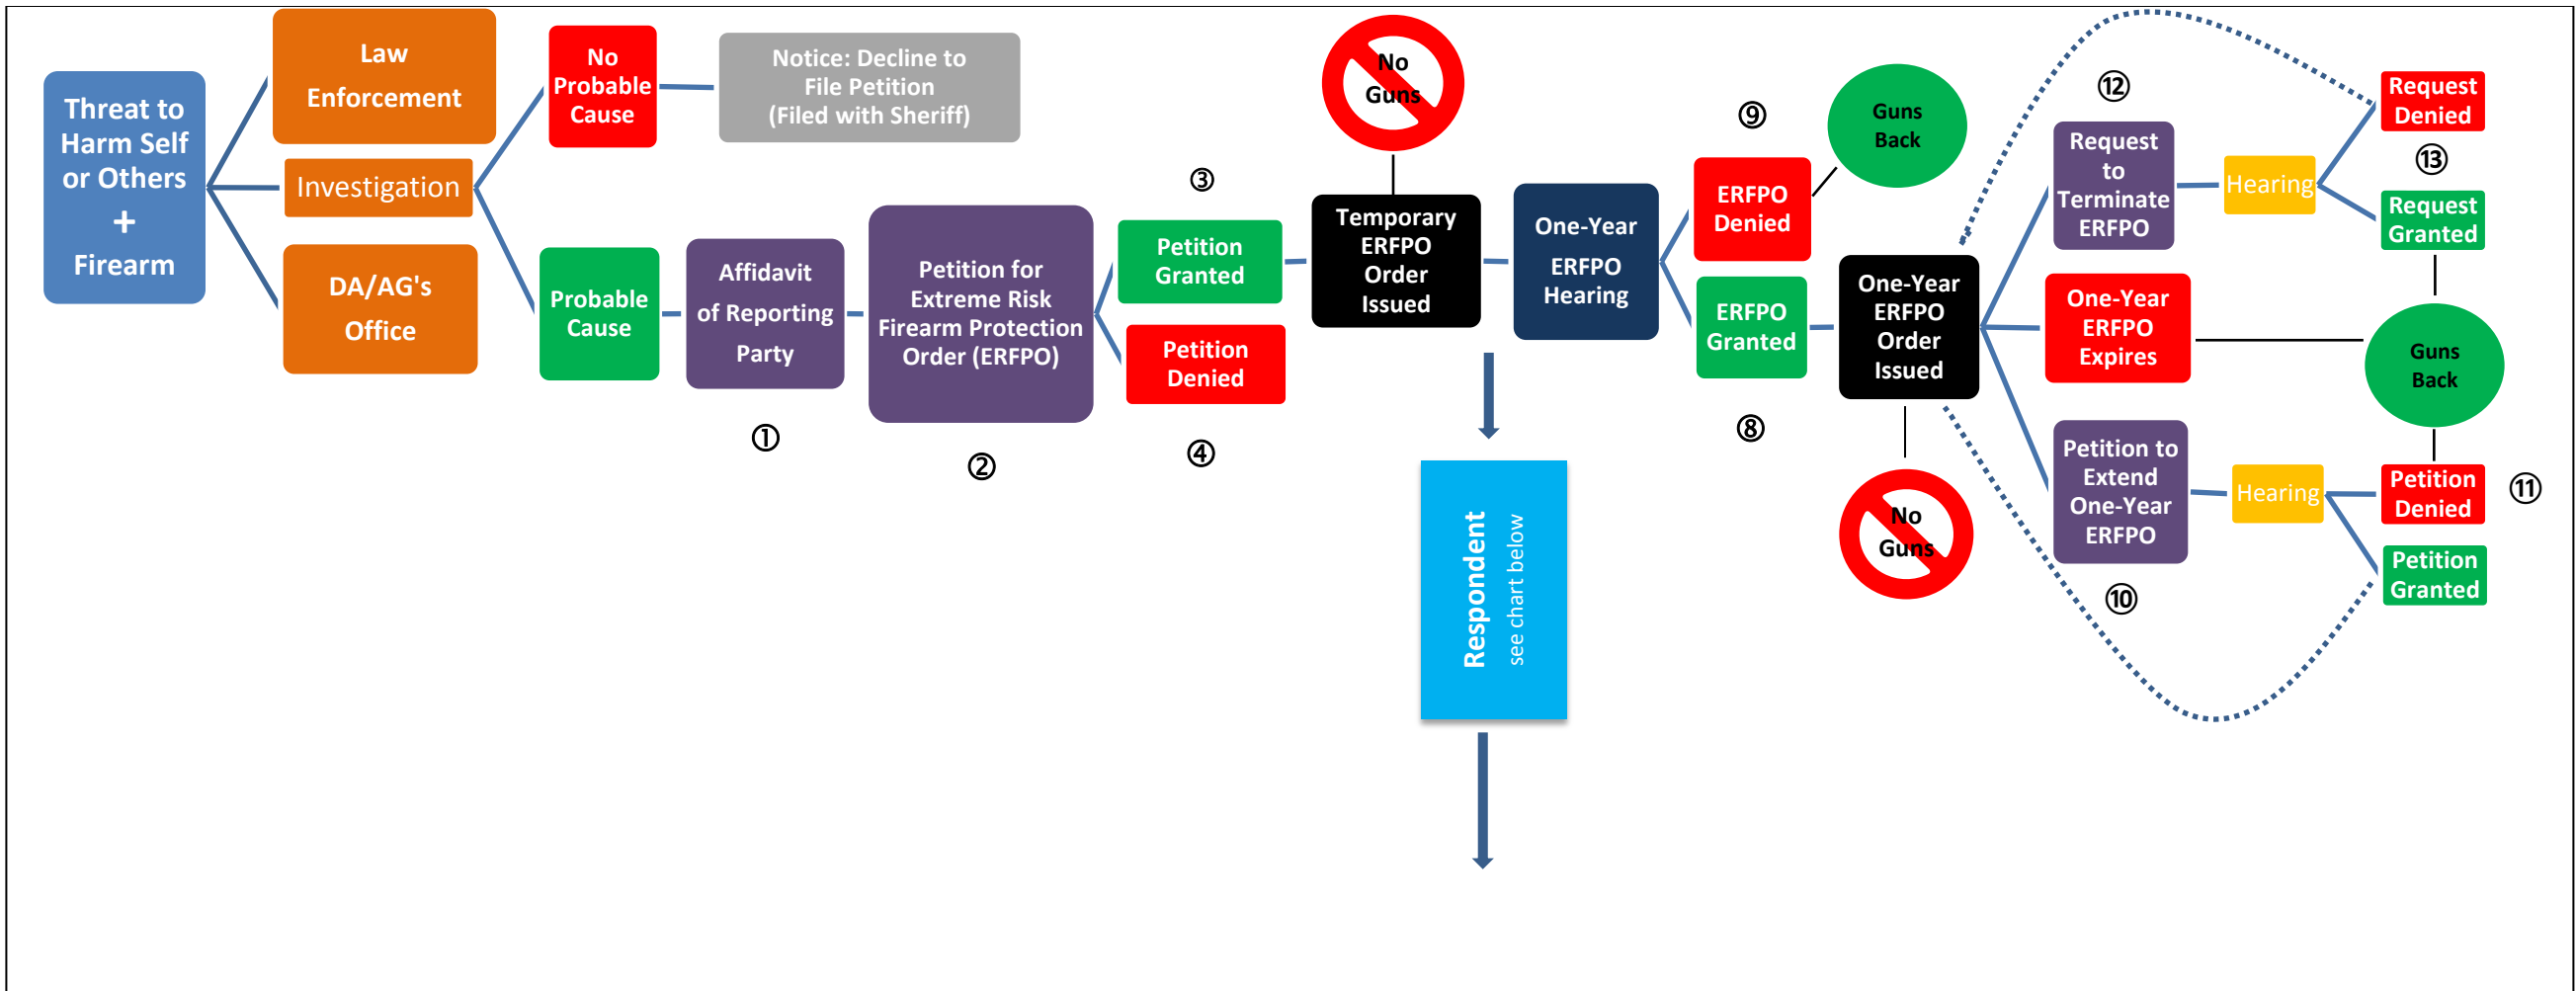 Threat to
Harm Self
or Others
+
Firearm
Law
Enforcement
Investigation
DA/AG's
Office
No
Probable
Cause
Notice: Decline to
File Petition
(Filed with Sheriff)
Probable
Cause
Affidavit
of Reporting
Party
①
Petition for
Extreme Risk
Firearm Protection
Order (ERFPO)
②
③
Petition
Granted
Petition
Denied
④
No
Guns
Temporary
ERFPO
Order
Issued
Respondent
see chart below
One-Year
ERFPO
Hearing
⑨
ERFPO
Denied
Guns
Back
ERFPO
Granted
⑧
One-Year
ERFPO
Order
Issued
No
Guns
⑫
Request
to
Terminate
ERFPO
Hearing
Request
Denied
⑬
Request
Granted
One-Year
ERFPO
Expires
Guns
Back
Petition to
Extend
One-Year
ERFPO
⑩
Hearing
Petition
Denied
⑪
Petition
Granted